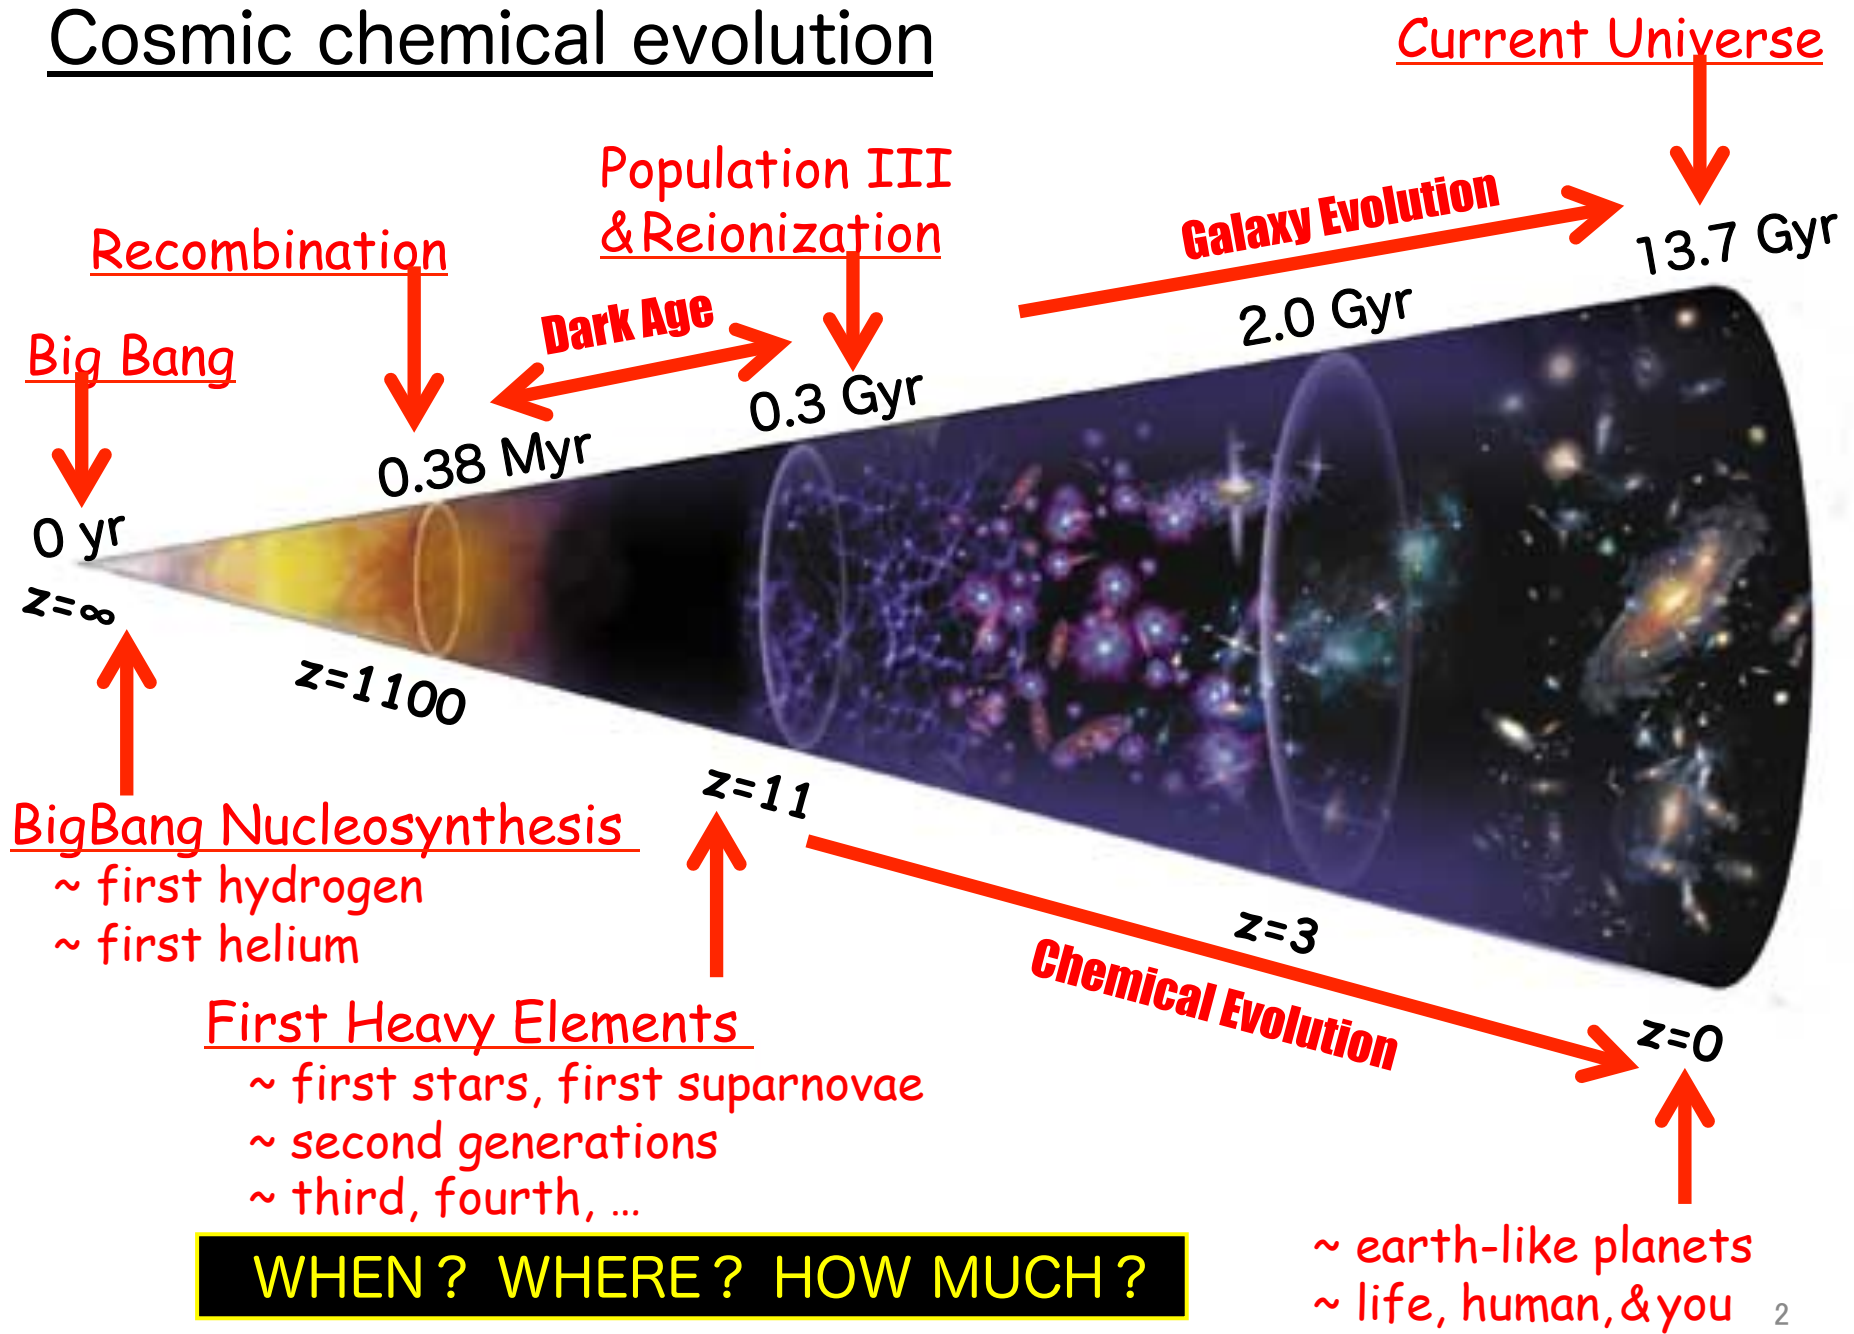 Cosmic chemical evolution
Current Universe
Population III
&Reionization
Galaxy Evolution
13.7 Gyr
Recombination
Dark Age
2.0 Gyr
Big Bang
0.3 Gyr
0.38 Myr
0 yr
z=∞
z=1100
z=11
BigBang Nucleosynthesis
~ first hydrogen
~ first helium
z=3
Chemical Evolution
z=0
First Heavy Elements
~ first stars, first suparnovae
~ second generations
~ third, fourth, …
WHEN? WHERE? HOW MUCH?
~ earth-like planets
~ life, human,&you
2